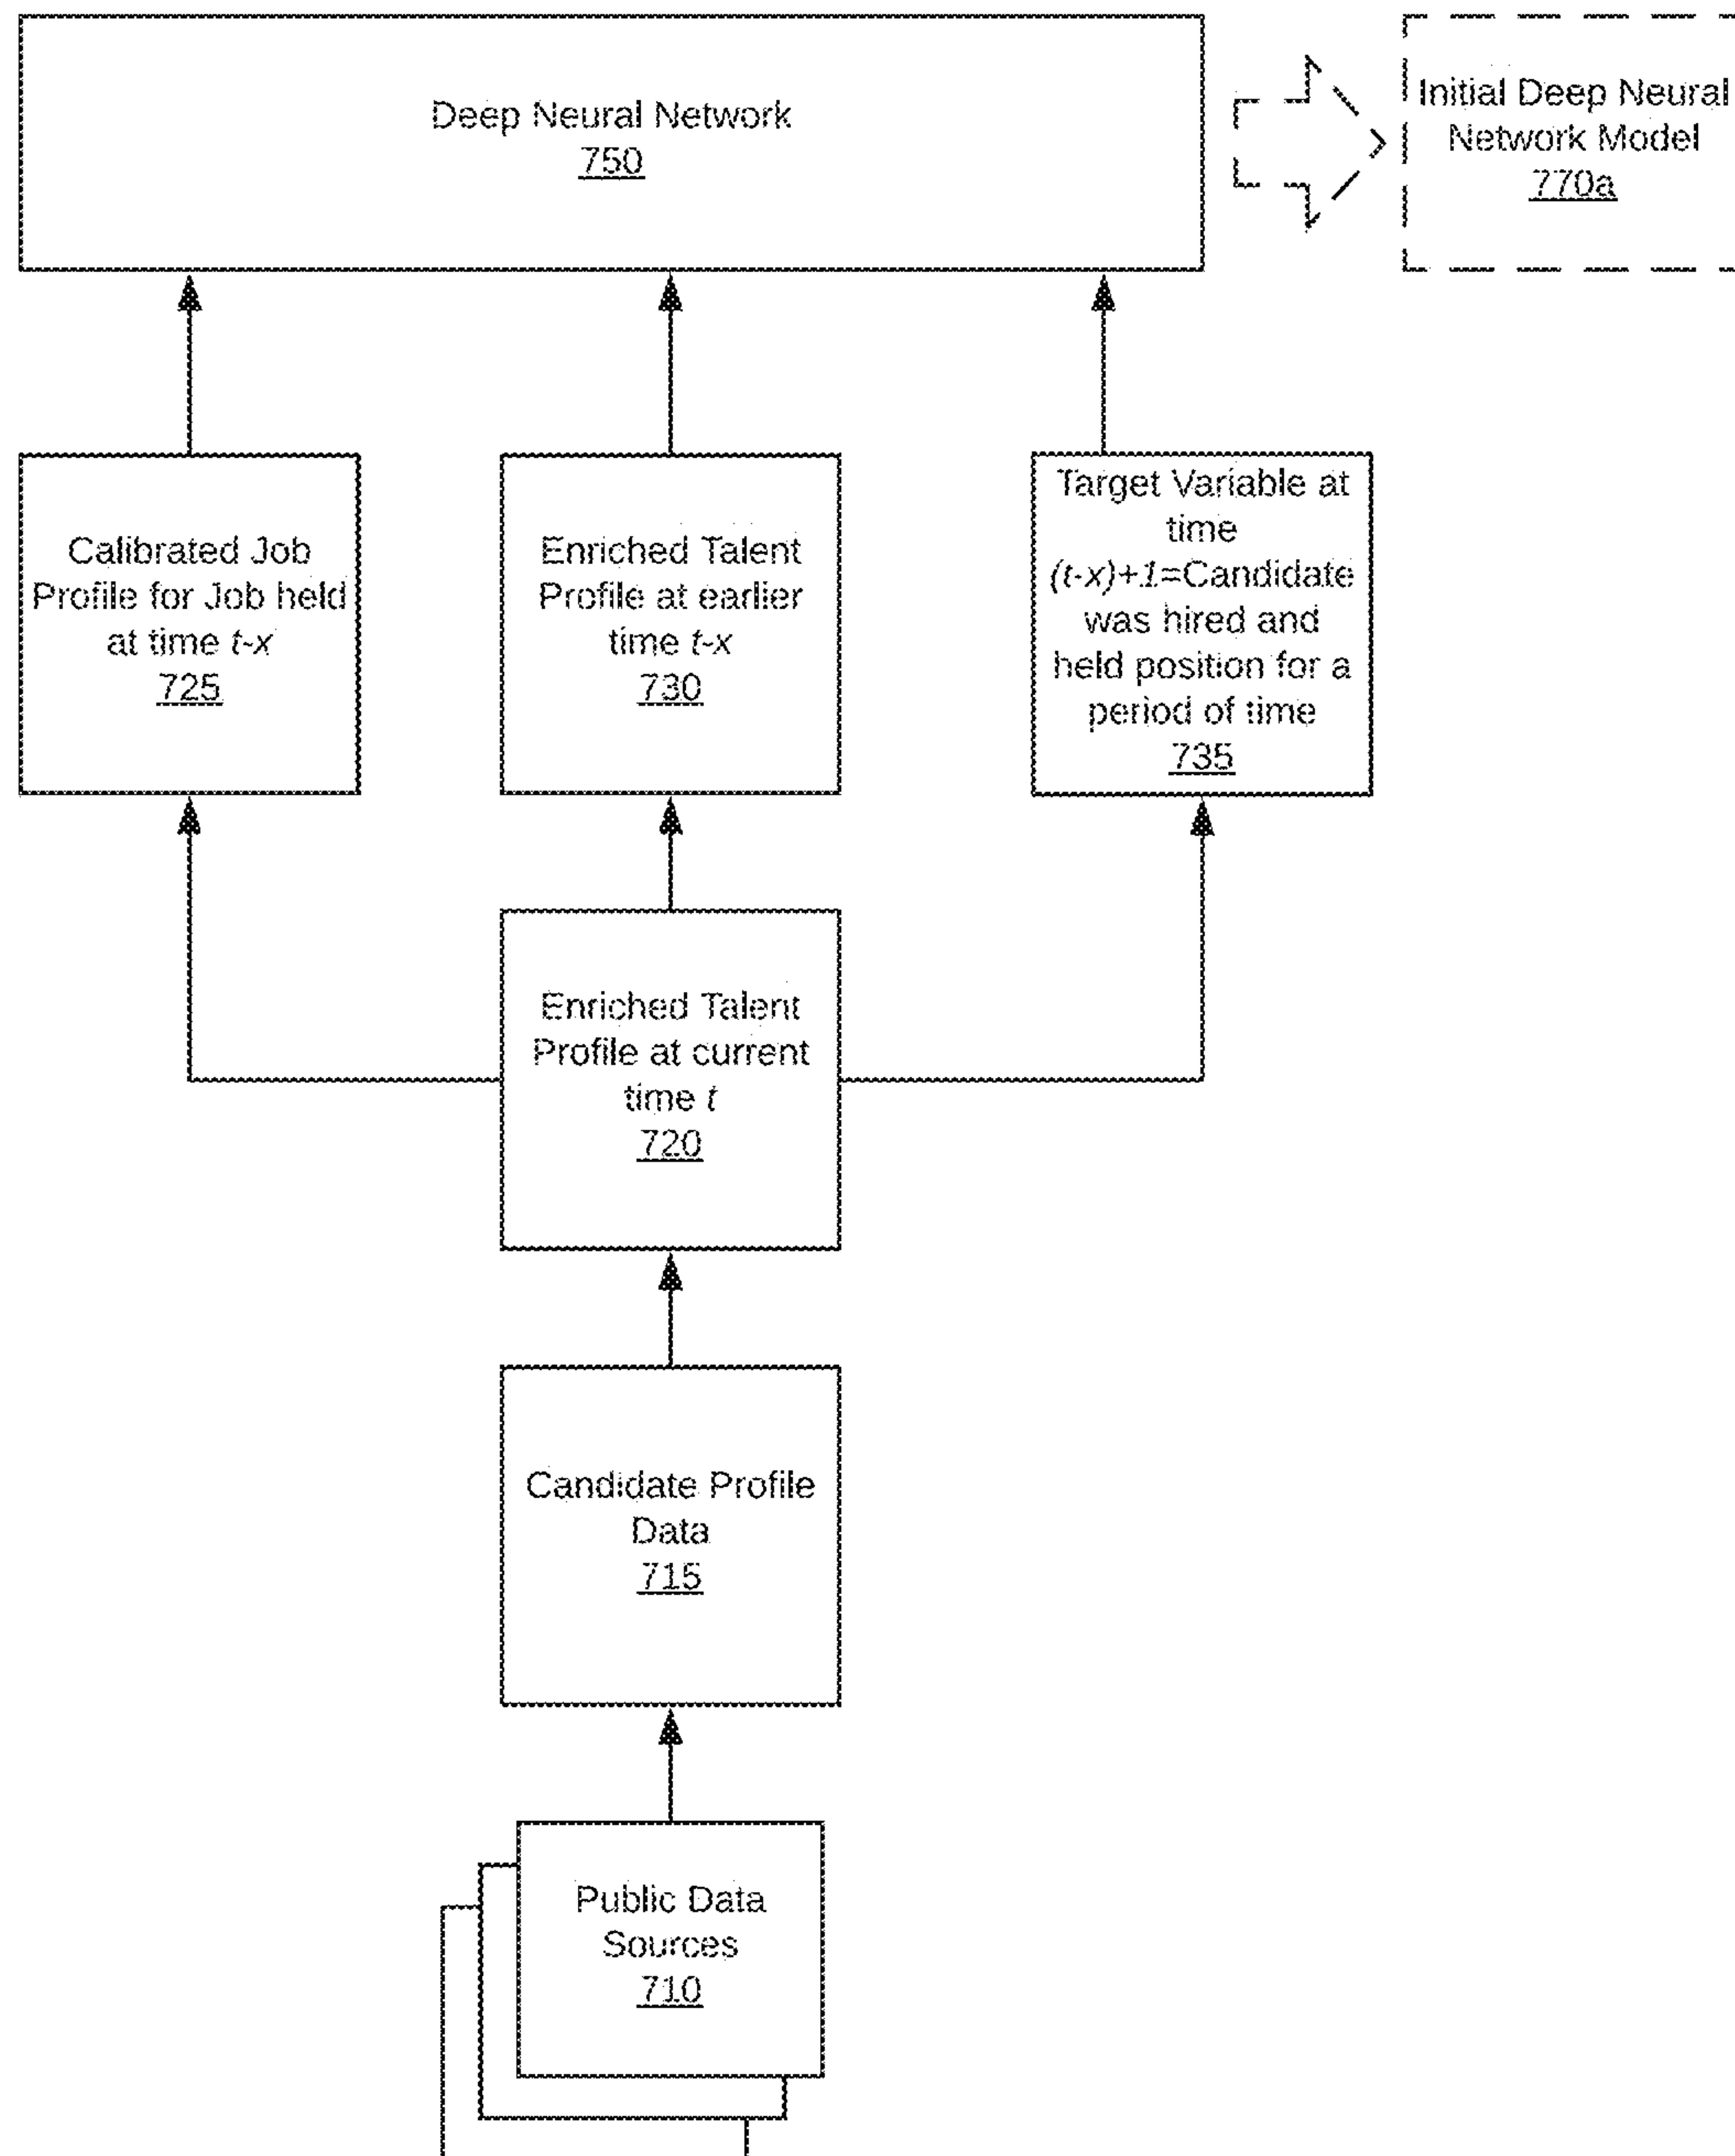 Deep Neural Network
750
Initial Deep Neural
Network Model
770a
Calibrated Job
Profile for Job held
at time t-x
725
Enriched Talent
Profile at earlier
time t-x
730
Target Variable at
time
(t-x)+1=Candidate
was hired and
held position for a
period of time
735
Enriched Talent
Profile at current
time t
720
Candidate Profile
Data
715
Public Data
Sources
710